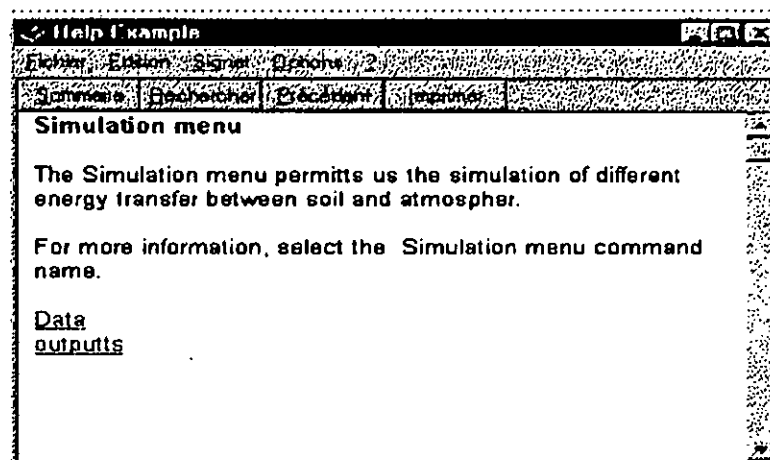 Help Example
Fichier Edition Signet Options ?
Sommaire Rechercher Précédent Imprimer
Simulation menu
The Simulation menu permitts us the simulation of different
energy transfer between soil and atmospher.
For more information, select the Simulation menu command
name.
Data
outputts